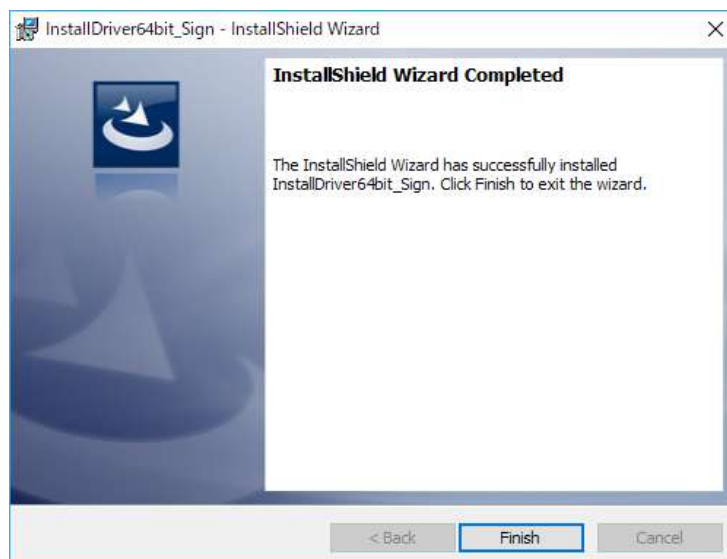 InstallDriver64bit_Sign - InstallShield Wizard
InstallShield Wizard Completed
The InstallShield Wizard has successfully installed
InstallDriver64bit_Sign. Click Finish to exit the wizard.
< Back
Finish
Cancel